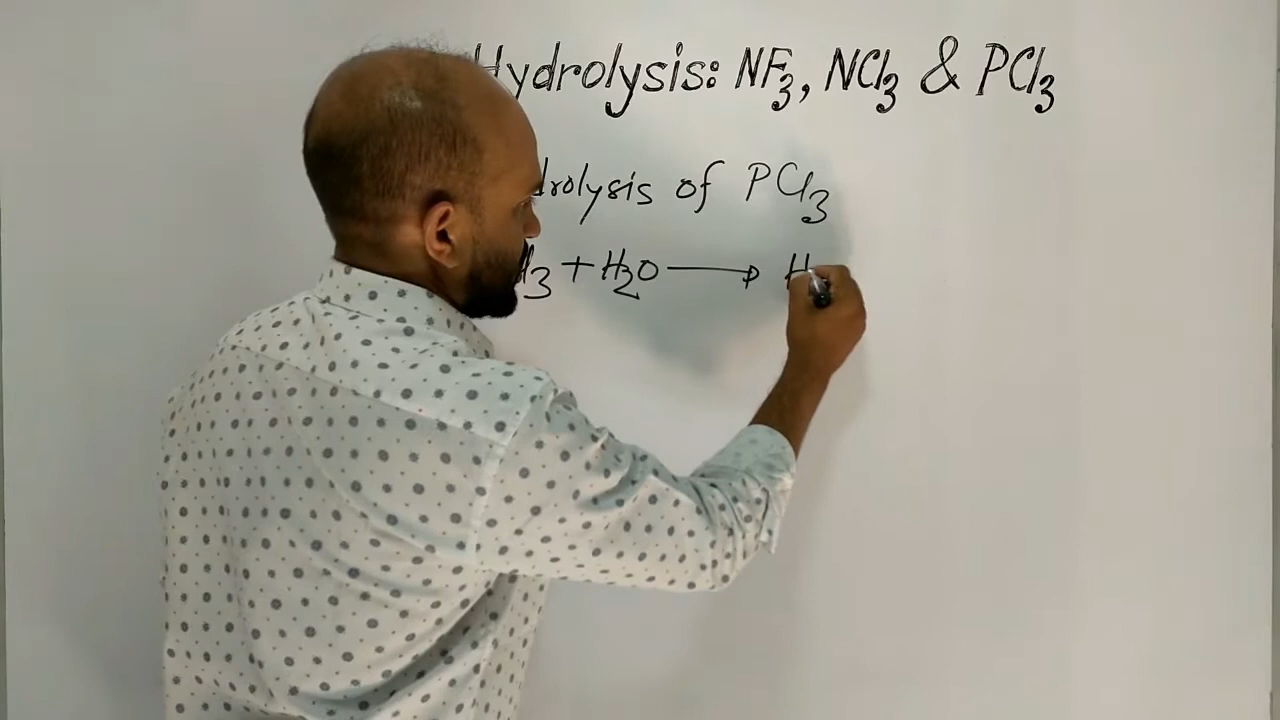 Hydrolysis: NF₃, NCl₃ & PCl₃
drolysis of PCl₃
l₃ + H₂O ⟶ H